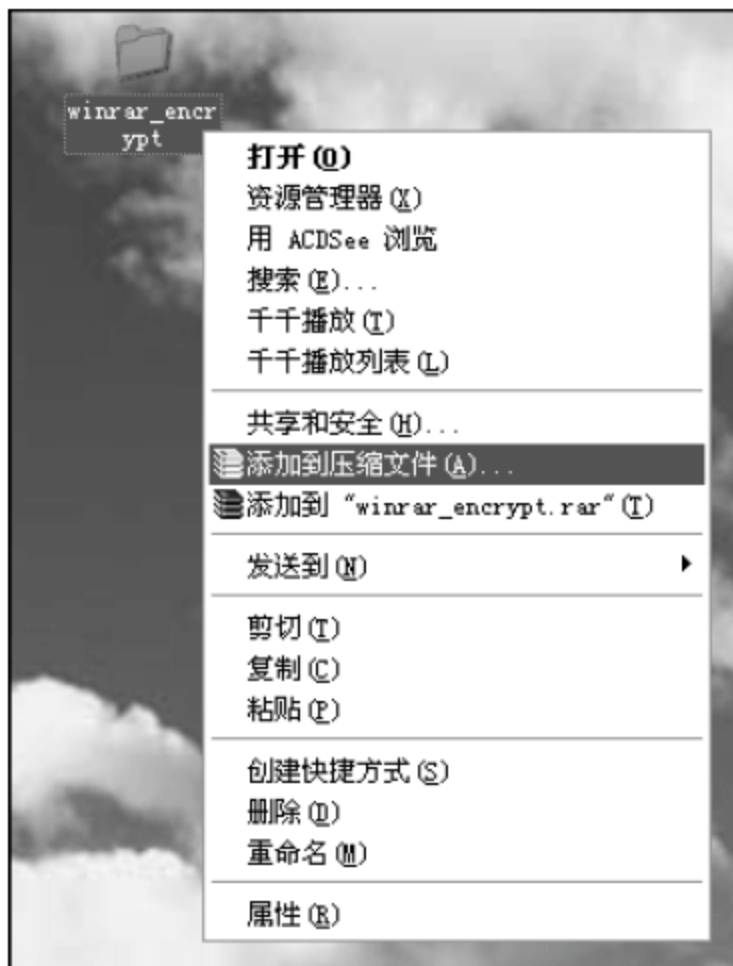 winrar_encr
ypt
打开(O)
资源管理器(X)
用 ACDSee 浏览
搜索(E)...
千千播放(T)
千千播放列表(L)
共享和安全(H)...
添加到压缩文件(A)...
添加到 "winrar_encrypt.rar"(T)
发送到(N)
剪切(T)
复制(C)
粘贴(P)
创建快捷方式(S)
删除(D)
重命名(M)
属性(R)